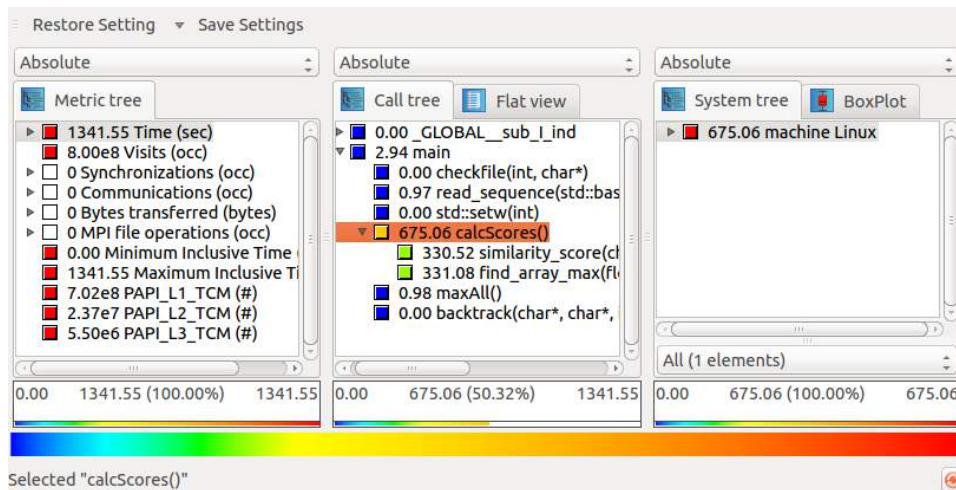 Restore Setting Save Settings
Absolute
Metric tree
1341.55 Time (sec)
8.00e8 Visits (occ)
0 Synchronizations (occ)
0 Communications (occ)
0 Bytes transferred (bytes)
0 MPI file operations (occ)
0.00 Minimum Inclusive Time (
1341.55 Maximum Inclusive Ti
7.02e8 PAPI_L1_TCM (#)
2.37e7 PAPI_L2_TCM (#)
5.50e6 PAPI_L3_TCM (#)
0.00 1341.55 (100.00%) 1341.55
Absolute
Call tree Flat view
0.00 _GLOBAL__sub_I_ind
2.94 main
0.00 checkfile(int, char*)
0.97 read_sequence(std::bas
0.00 std::setw(int)
675.06 calcScores()
330.52 similarity_score(ch
331.08 find_array_max(fl
0.98 maxAll()
0.00 backtrack(char*, char*,
0.00 675.06 (50.32%) 1341.55
Absolute
System tree BoxPlot
675.06 machine Linux
All (1 elements)
0.00 675.06 (100.00%) 675.06
Selected "calcScores()"